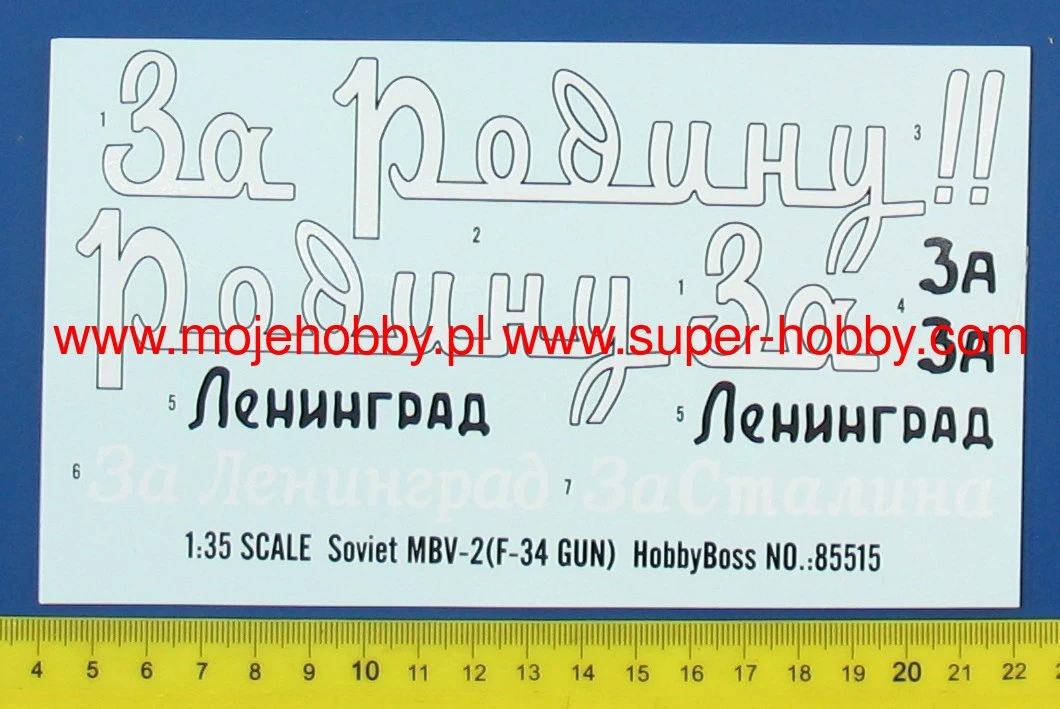 1 За Родину 3 !!
2
Родину 1 За 4 За
www.mojehobby.pl www.super-hobby.com
За
5 Ленинград 5 Ленинград
6 За Ленинград 7 За Сталина
1:35 SCALE Soviet MBV-2(F-34 GUN) HobbyBoss NO.:85515
4 5 6 7 8 9 10 11 12 13 14 15 16 17 18 19 20 21 22